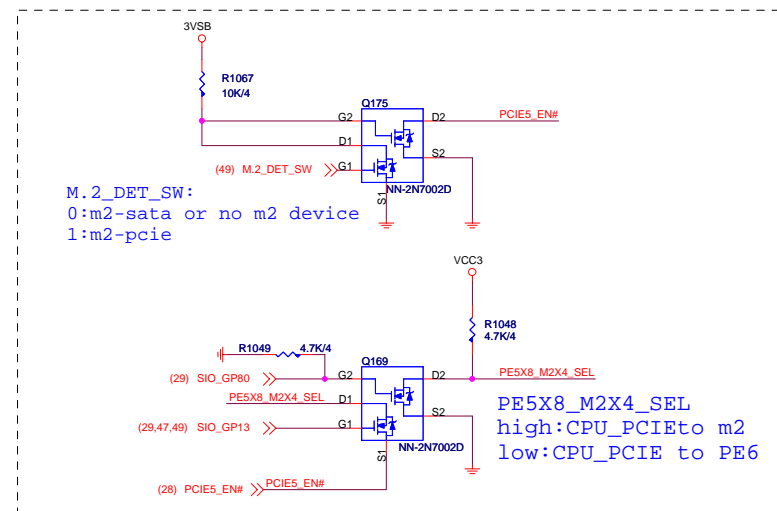 3VSB
R1067
10K/4
Q175
G2
D2
PCIE5_EN#
D1
S2
(49) M.2_DET_SW
G1
NN-2N7002D
S1
M.2_DET_SW:
0:m2-sata or no m2 device
1:m2-pcie
VCC3
R1048
4.7K/4
R1049
4.7K/4
Q169
(29) SIO_GP80
G2
D2
PE5X8_M2X4_SEL
PE5X8_M2X4_SEL
D1
S2
(29,47,49) SIO_GP13
G1
NN-2N7002D
S1
PE5X8_M2X4_SEL
high:CPU_PCIEto m2
low:CPU_PCIE to PE6
(28) PCIE5_EN#
PCIE5_EN#